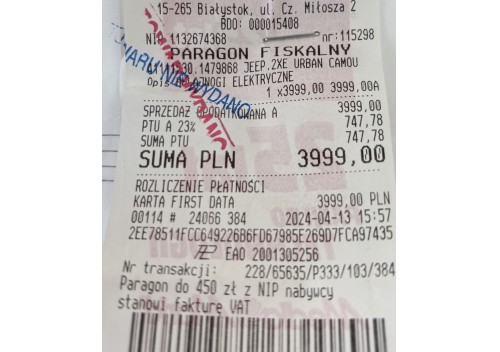 15-265 Białystok, ul. Cz. Miłosza 2
BDO: 000015408
NIP 1132674368 nr:115298
PARAGON FISKALNY
41111230.1479868 JEEP.2XE URBAN CAMOU
Opis: HULAJNOGI ELEKTRYCZNE
1 x3999,00 3999,00A
SPRZEDAŻ OPODATKOWANA A 3999,00
PTU A 23% 747,78
SUMA PTU 747,78
SUMA PLN 3999,00
ROZLICZENIE PŁATNOŚCI
KARTA FIRST DATA 3999,00 PLN
00114 # 24066 384 2024-04-13 15:57
2EE78511FCC649226B6FD67985E269D7FCA97435
EAO 2001305256
Nr transakcji: 228/65635/P333/103/384
Paragon do 450 zł z NIP nabywcy
stanowi fakturę VAT
TOWARU NIE WYDANO